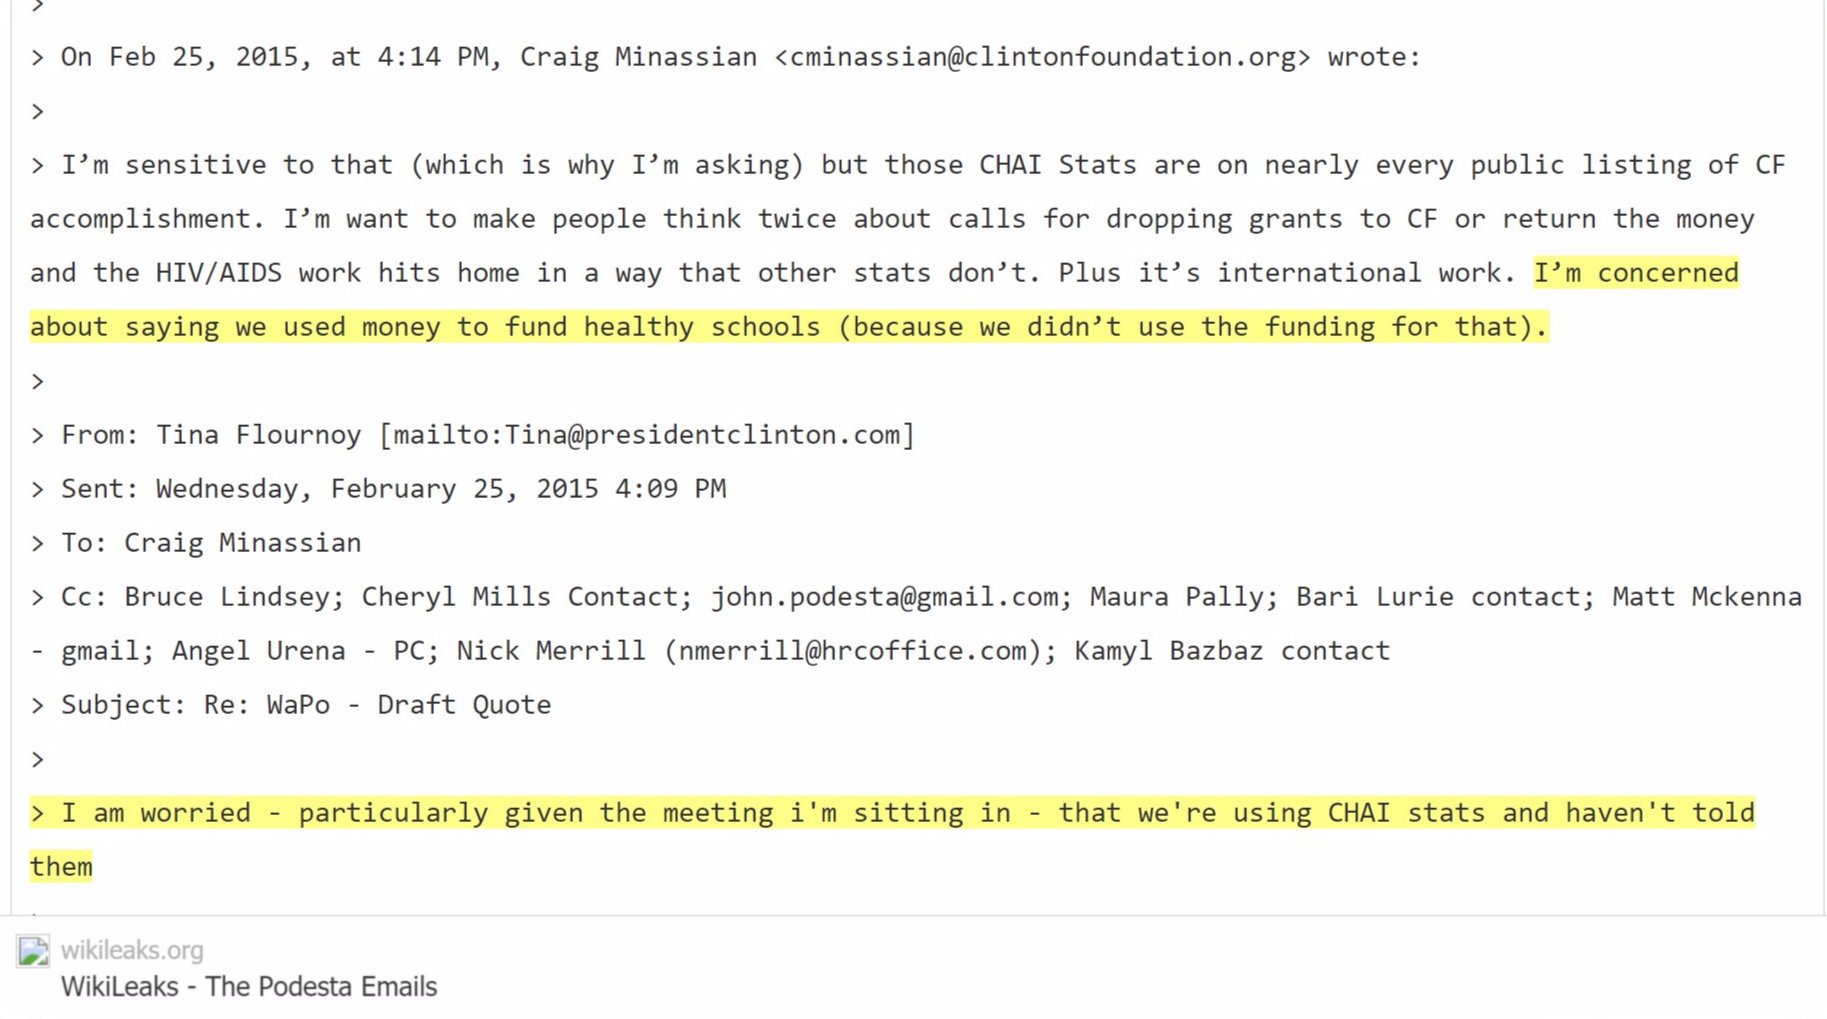 >
> On Feb 25, 2015, at 4:14 PM, Craig Minassian <cminassian@clintonfoundation.org> wrote:
>
> I’m sensitive to that (which is why I’m asking) but those CHAI Stats are on nearly every public listing of CF
accomplishment. I’m want to make people think twice about calls for dropping grants to CF or return the money
and the HIV/AIDS work hits home in a way that other stats don’t. Plus it’s international work. I’m concerned
about saying we used money to fund healthy schools (because we didn’t use the funding for that).
>
> From: Tina Flournoy [mailto:Tina@presidentclinton.com]
> Sent: Wednesday, February 25, 2015 4:09 PM
> To: Craig Minassian
> Cc: Bruce Lindsey; Cheryl Mills Contact; john.podesta@gmail.com; Maura Pally; Bari Lurie contact; Matt Mckenna
- gmail; Angel Urena - PC; Nick Merrill (nmerrill@hrcoffice.com); Kamyl Bazbaz contact
> Subject: Re: WaPo - Draft Quote
>
> I am worried - particularly given the meeting i'm sitting in - that we're using CHAI stats and haven't told
them
wikileaks.org
WikiLeaks - The Podesta Emails